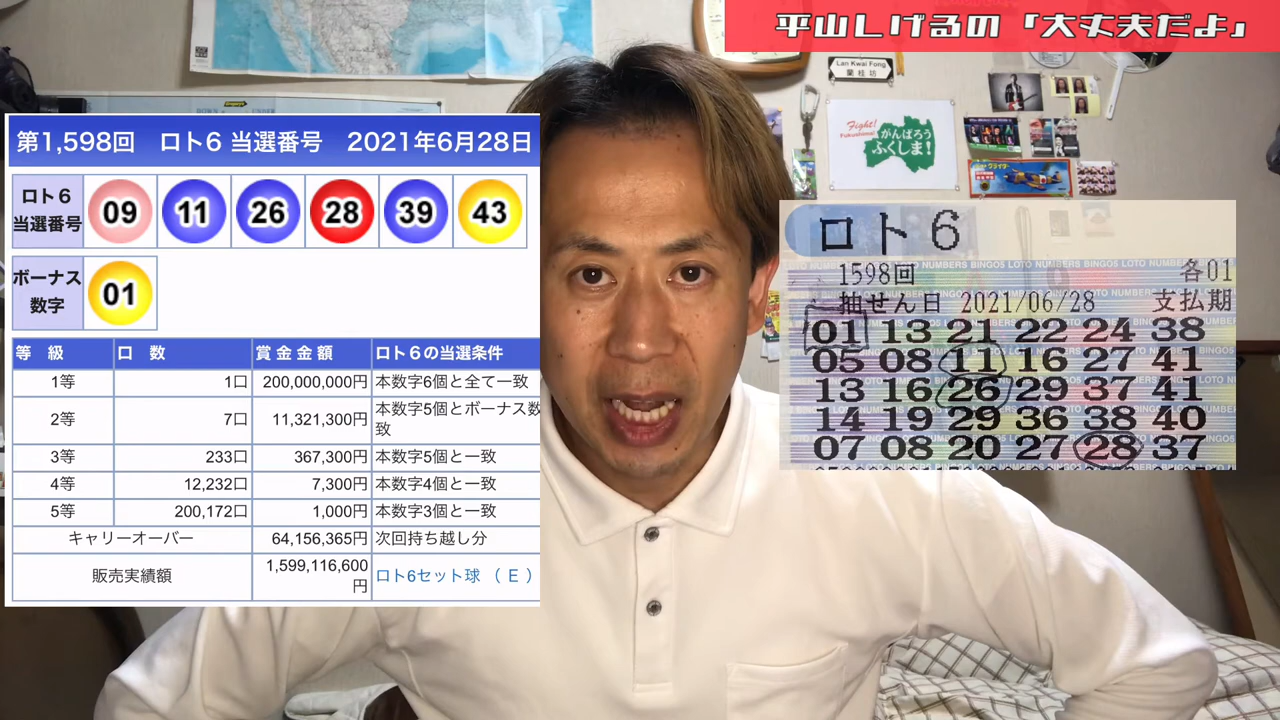 平山しげるの「大丈夫だよ」
Lan Kwai Fong
蘭桂坊
Fight!
Fukushima!
がんばろう
ふくしま!
第1,598回 ロト6 当選番号 2021年6月28日
ロト6
当選番号
09 11 26 28 39 43
ボーナス
数字
01
等 級 口 数 賞金金額 ロト6の当選条件
1等 1口 200,000,000円 本数字6個と全て一致
2等 7口 11,321,300円 本数字5個とボーナス数
致
3等 233口 367,300円 本数字5個と一致
4等 12,232口 7,300円 本数字4個と一致
5等 200,172口 1,000円 本数字3個と一致
キャリーオーバー 64,156,365円 次回持ち越し分
販売実績額 1,599,116,600
円 ロト6セット球 ( E )
ロト6
NUMBERS BINGO5 LOTO NUMBERS BINGO5 LOTO NUMBERS BINGO5
1598回 各01
抽せん日 2021/06/28 支払期
01 13 21 22 24 38
05 08 11 16 27 41
13 16 26 29 37 41
14 19 29 36 38 40
07 08 20 27 28 37